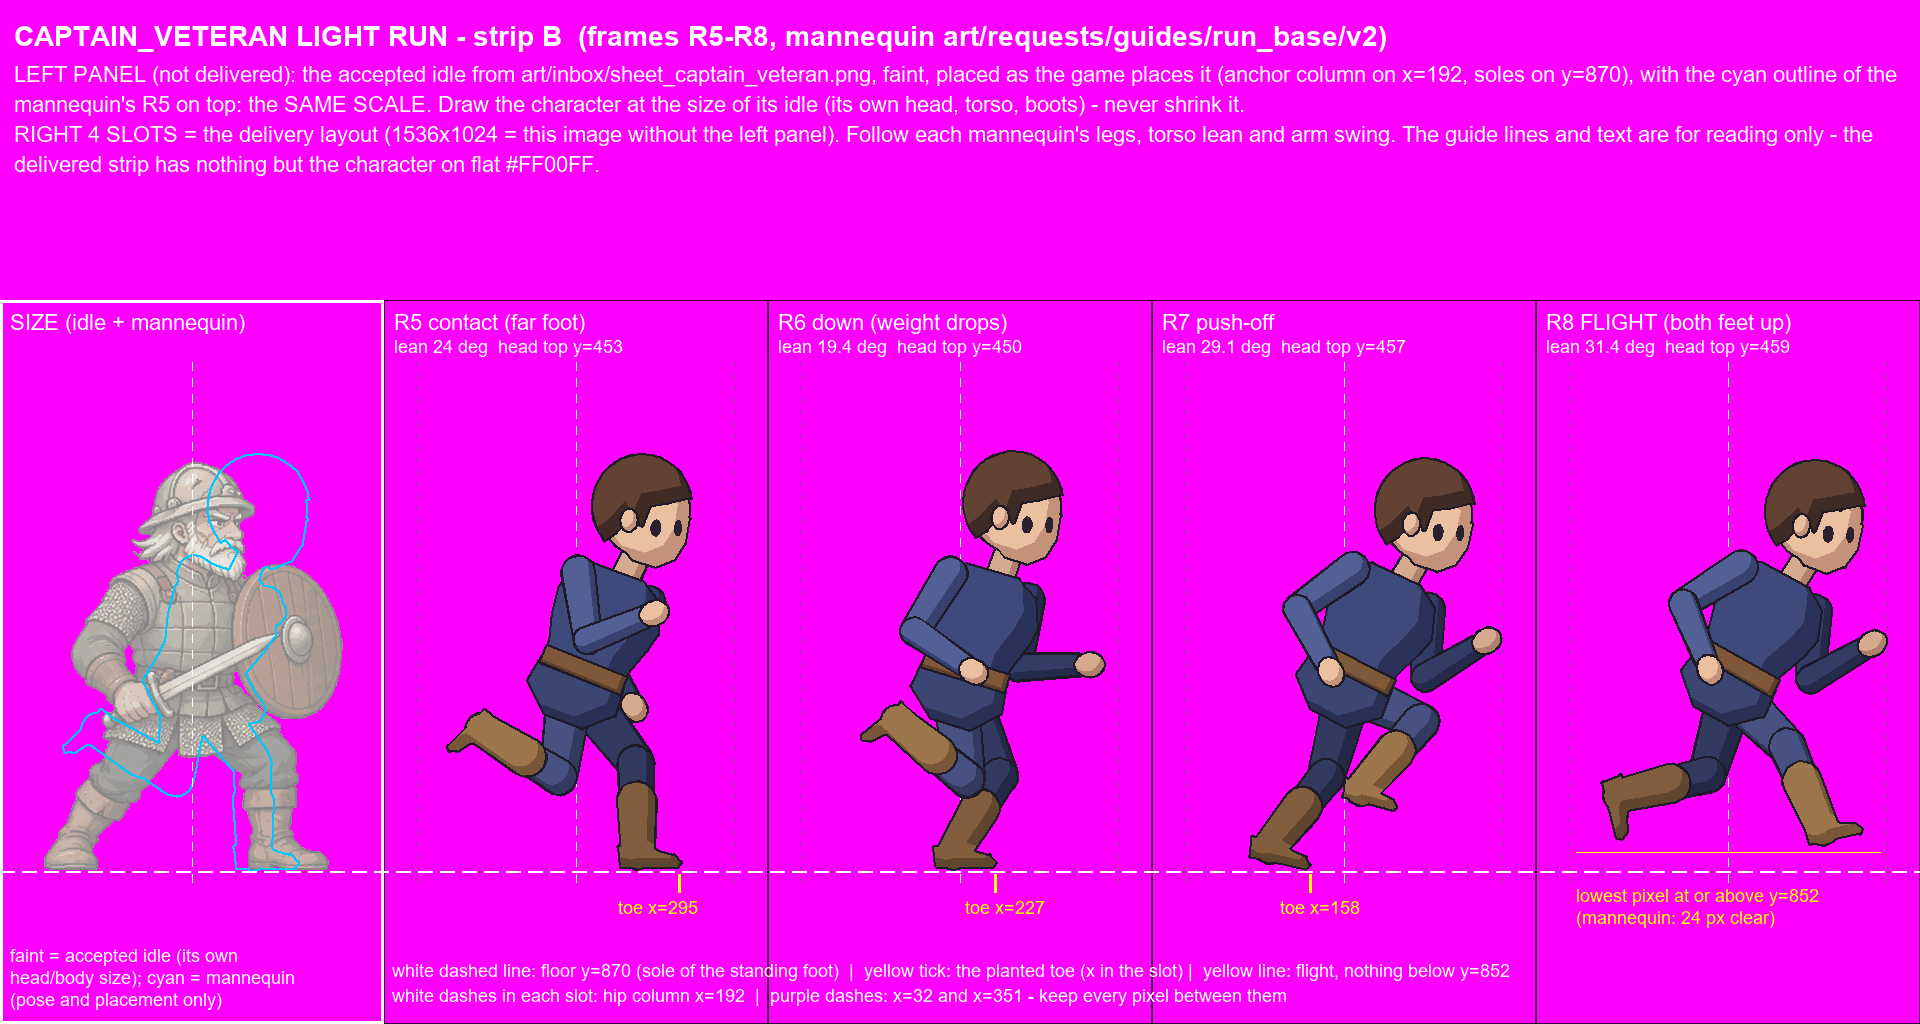 CAPTAIN_VETERAN LIGHT RUN - strip B  (frames R5-R8, mannequin art/requests/guides/run_base/v2)
LEFT PANEL (not delivered): the accepted idle from art/inbox/sheet_captain_veteran.png, faint, placed as the game places it (anchor column on x=192, soles on y=870), with the cyan outline of the
mannequin's R5 on top: the SAME SCALE. Draw the character at the size of its idle (its own head, torso, boots) - never shrink it.
RIGHT 4 SLOTS = the delivery layout (1536x1024 = this image without the left panel). Follow each mannequin's legs, torso lean and arm swing. The guide lines and text are for reading only - the
delivered strip has nothing but the character on flat #FF00FF.
SIZE (idle + mannequin)
R5 contact (far foot)
lean 24 deg  head top y=453
R6 down (weight drops)
lean 19.4 deg  head top y=450
R7 push-off
lean 29.1 deg  head top y=457
R8 FLIGHT (both feet up)
lean 31.4 deg  head top y=459
toe x=295
toe x=227
toe x=158
lowest pixel at or above y=852
(mannequin: 24 px clear)
faint = accepted idle (its own
head/body size); cyan = mannequin
(pose and placement only)
white dashed line: floor y=870 (sole of the standing foot)  |  yellow tick: the planted toe (x in the slot) |  yellow line: flight, nothing below y=852
white dashes in each slot: hip column x=192  |  purple dashes: x=32 and x=351 - keep every pixel between them